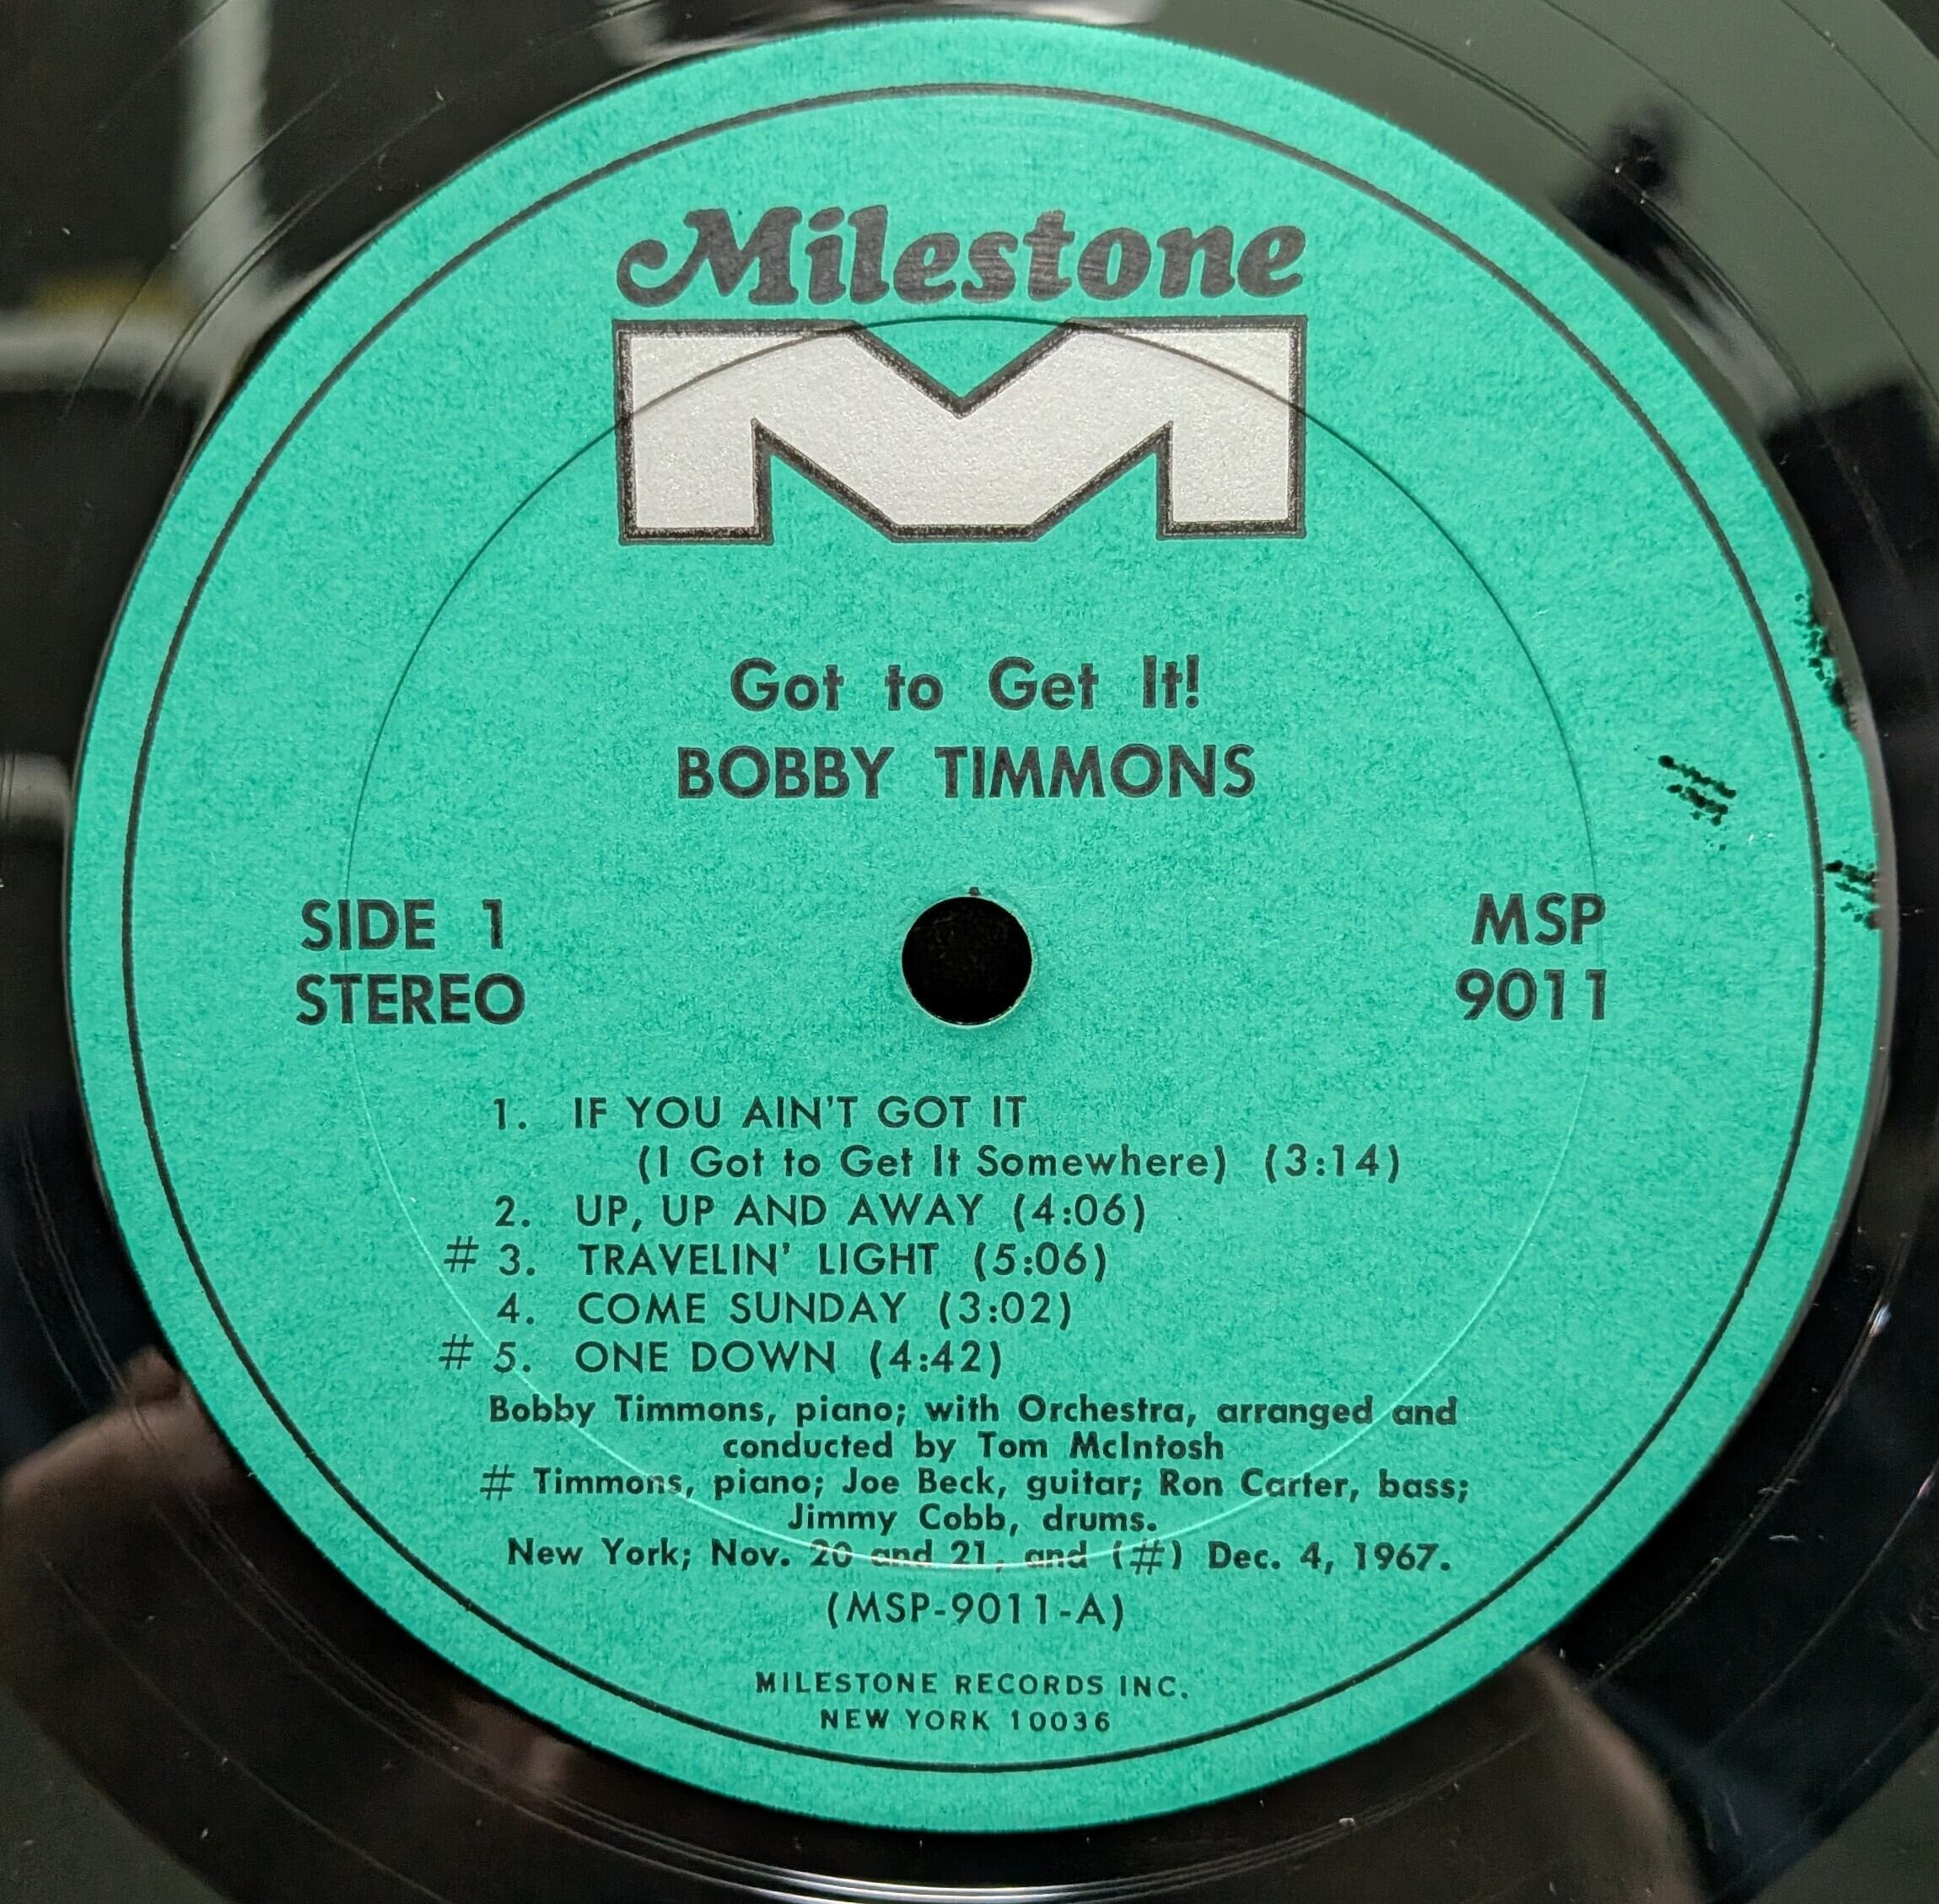 Milestone
Got to Get It!
BOBBY TIMMONS
SIDE 1
STEREO
MSP
9011
1. IF YOU AIN'T GOT IT
(I Got to Get It Somewhere) (3:14)
2. UP, UP AND AWAY (4:06)
# 3. TRAVELIN' LIGHT (5:06)
4. COME SUNDAY (3:02)
# 5. ONE DOWN (4:42)
Bobby Timmons, piano; with Orchestra, arranged and
conducted by Tom McIntosh
# Timmons, piano; Joe Beck, guitar; Ron Carter, bass;
Jimmy Cobb, drums.
New York; Nov. 20 and 21, and (#) Dec. 4, 1967.
(MSP-9011-A)
MILESTONE RECORDS INC.
NEW YORK 10036